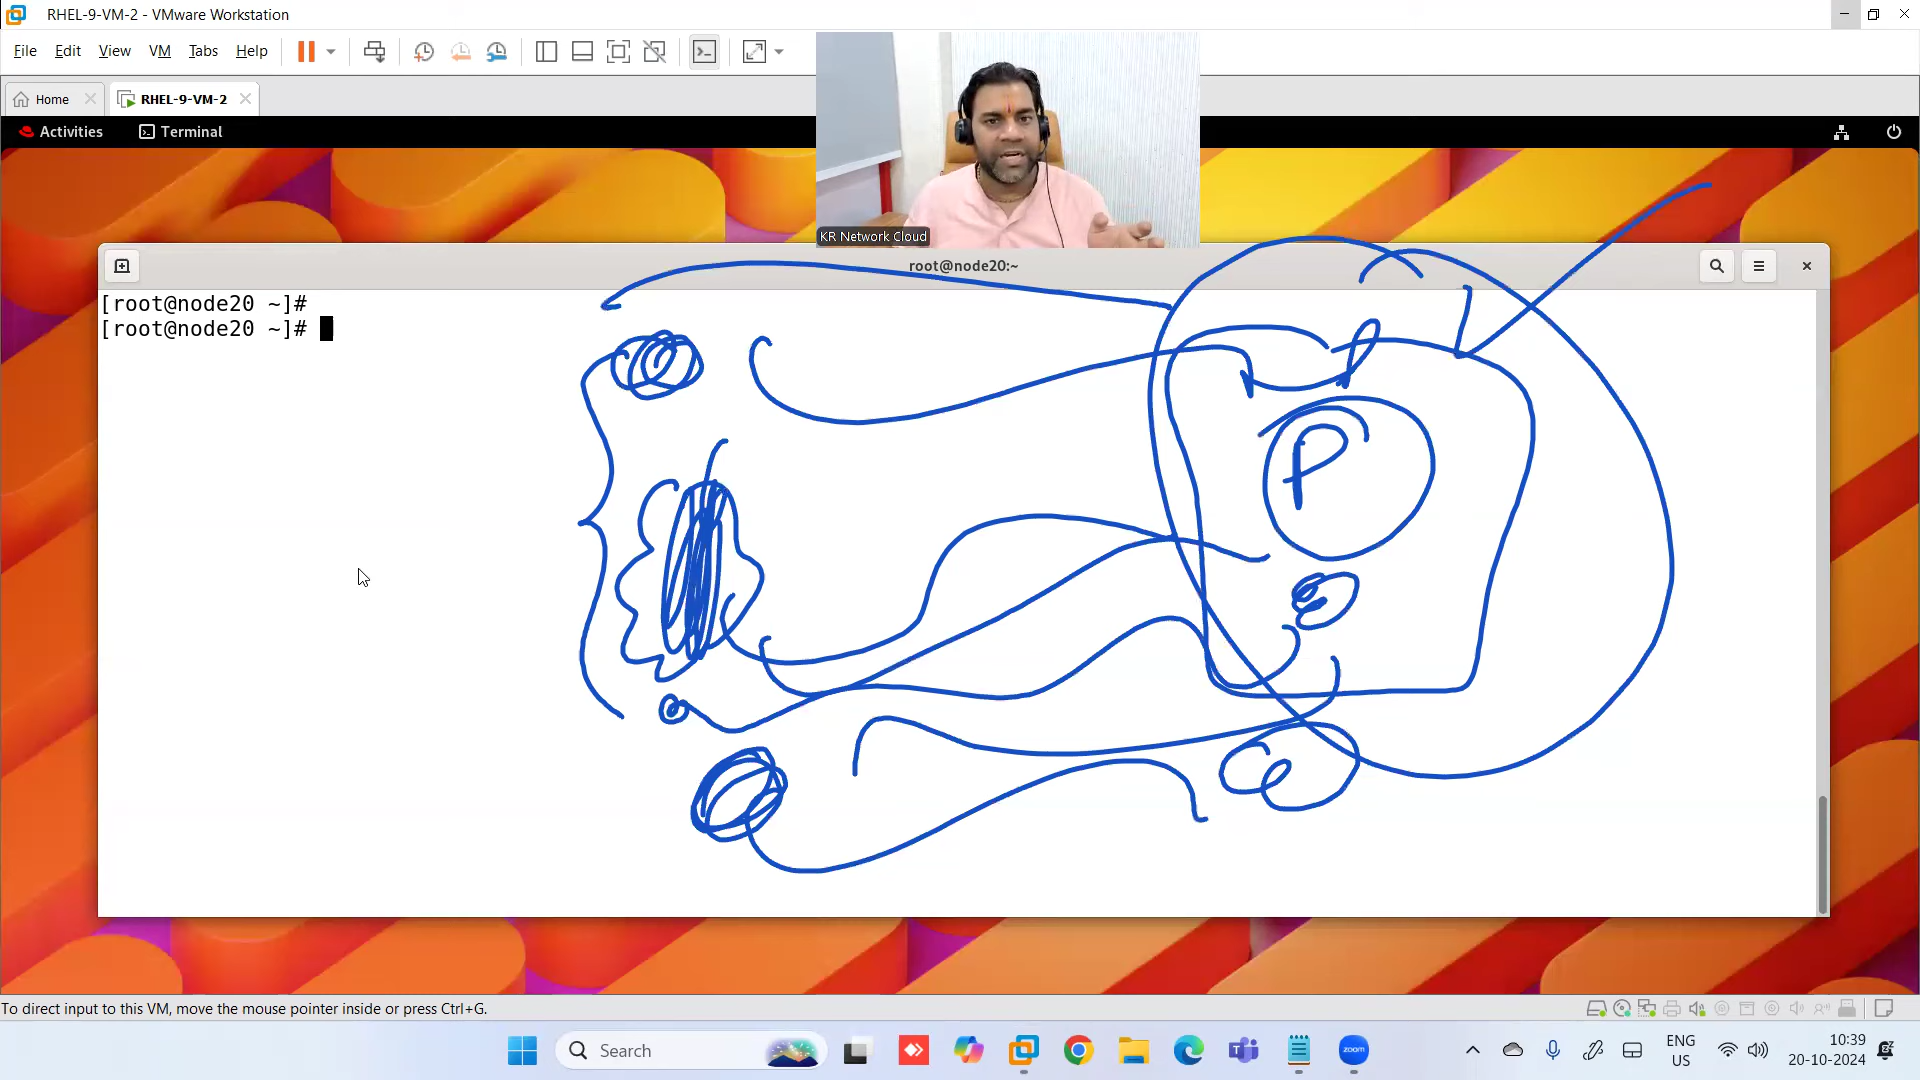 RHEL-9-VM-2 - VMware Workstation
File Edit View VM Tabs Help
Home RHEL-9-VM-2
Activities Terminal
KR Network Cloud
root@node20:~
[root@node20 ~]#
[root@node20 ~]#
P
To direct input to this VM, move the mouse pointer inside or press Ctrl+G.
Search
zoom
ENG
US
10:39
20-10-2024